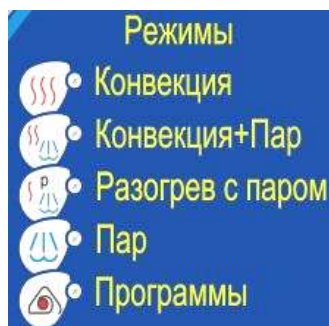 Режимы
Конвекция
Конвекция+Пар
P Разогрев с паром
Пар
Программы